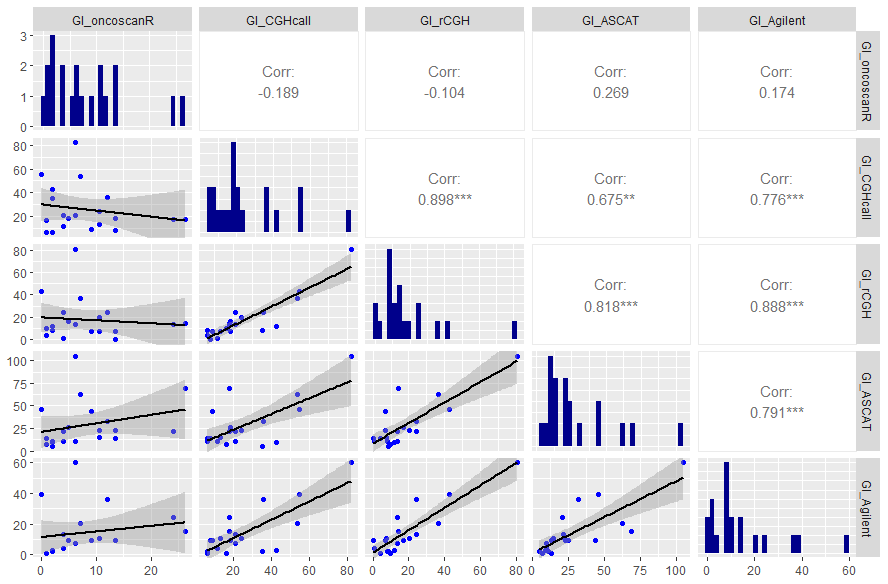 GI_oncoscanR GI_CGHcall GI_rCGH GI_ASCAT GI_Agilent
3
2
1
0
Corr:
-0.189
Corr:
-0.104
Corr:
0.269
Corr:
0.174
GI_oncoscanR
80
60
40
20
Corr:
0.898***
Corr:
0.675**
Corr:
0.776***
GI_CGHcall
80
60
40
20
0
Corr:
0.818***
Corr:
0.888***
GI_rCGH
100
75
50
25
0
Corr:
0.791***
GI_ASCAT
60
40
20
0
GI_Agilent
0 10 20 20 40 60 80 0 20 40 60 80 0 25 50 75 100 0 20 40 60